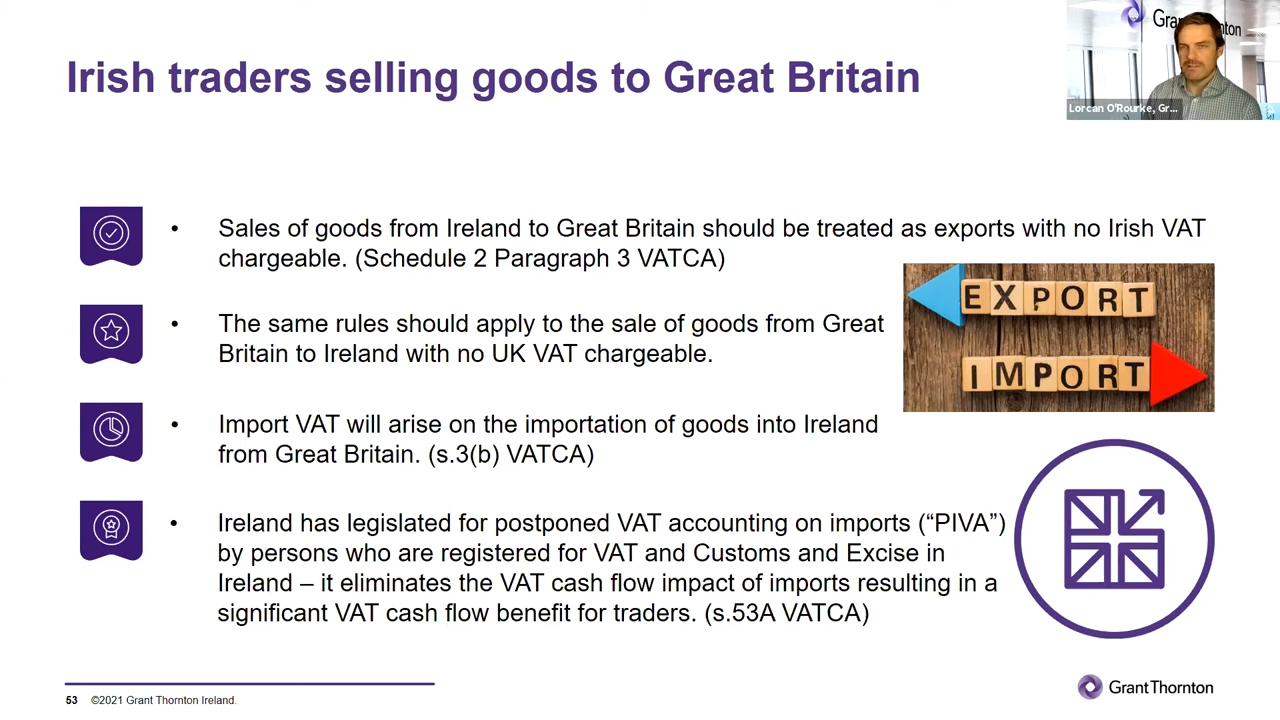 Irish traders selling goods to Great Britain
Grant Thornton
Lorcan O'Rourke, Gr...
• Sales of goods from Ireland to Great Britain should be treated as exports with no Irish VAT
chargeable. (Schedule 2 Paragraph 3 VATCA)
• The same rules should apply to the sale of goods from Great
Britain to Ireland with no UK VAT chargeable.
EXPORT
IMPORT
• Import VAT will arise on the importation of goods into Ireland
from Great Britain. (s.3(b) VATCA)
• Ireland has legislated for postponed VAT accounting on imports (“PIVA”)
by persons who are registered for VAT and Customs and Excise in
Ireland – it eliminates the VAT cash flow impact of imports resulting in a
significant VAT cash flow benefit for traders. (s.53A VATCA)
53 ©2021 Grant Thornton Ireland.
Grant Thornton